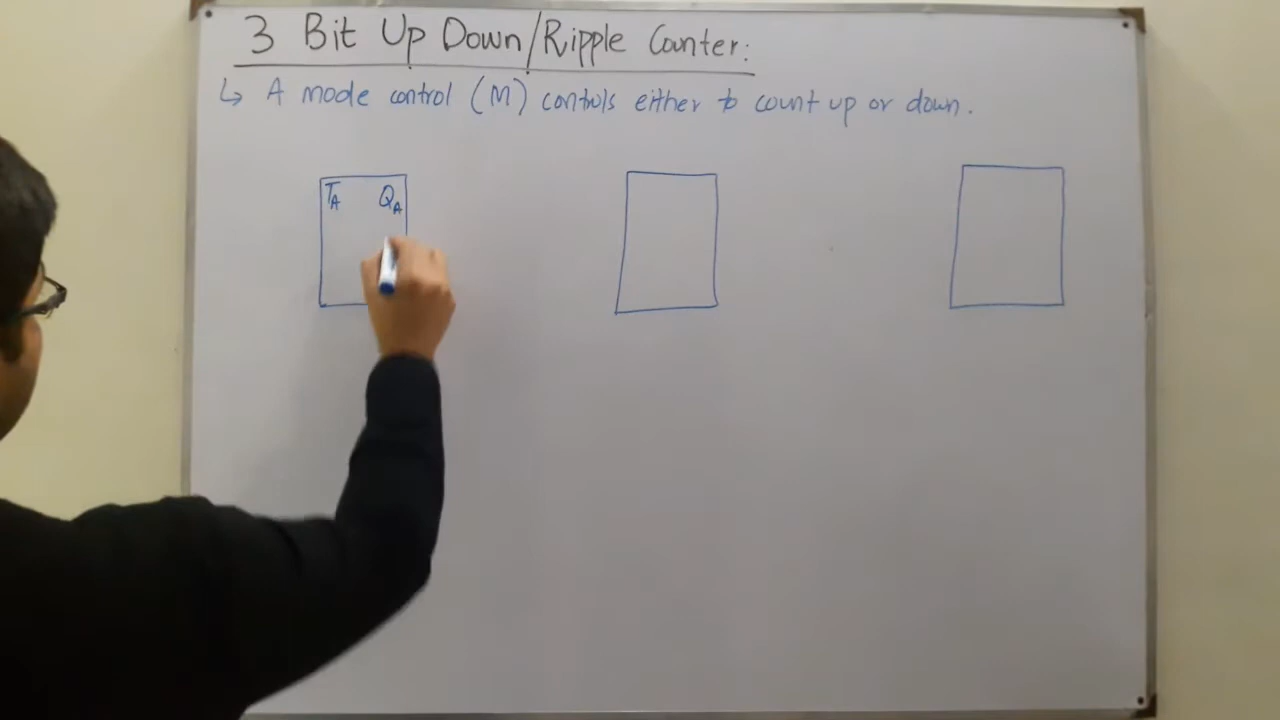 3 Bit Up Down/Ripple Counter:
↳ A mode control (M) controls either to count up or down.
T_A Q_A